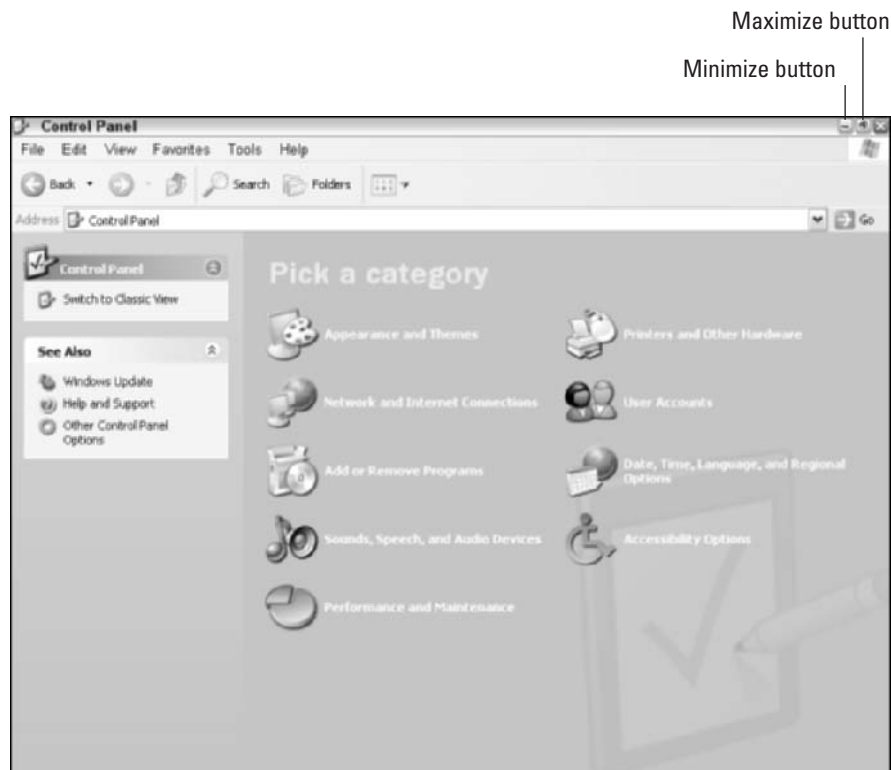 Maximize button
Minimize button
Control Panel
File Edit View Favorites Tools Help
Back Search Folders
Address Control Panel Go
Control Panel
Switch to Classic View
See Also
Windows Update
Help and Support
Other Control Panel
Options
Pick a category
Appearance and Themes
Printers and Other Hardware
Network and Internet Connections
User Accounts
Add or Remove Programs
Date, Time, Language, and Regional
Options
Sounds, Speech, and Audio Devices
Accessibility Options
Performance and Maintenance